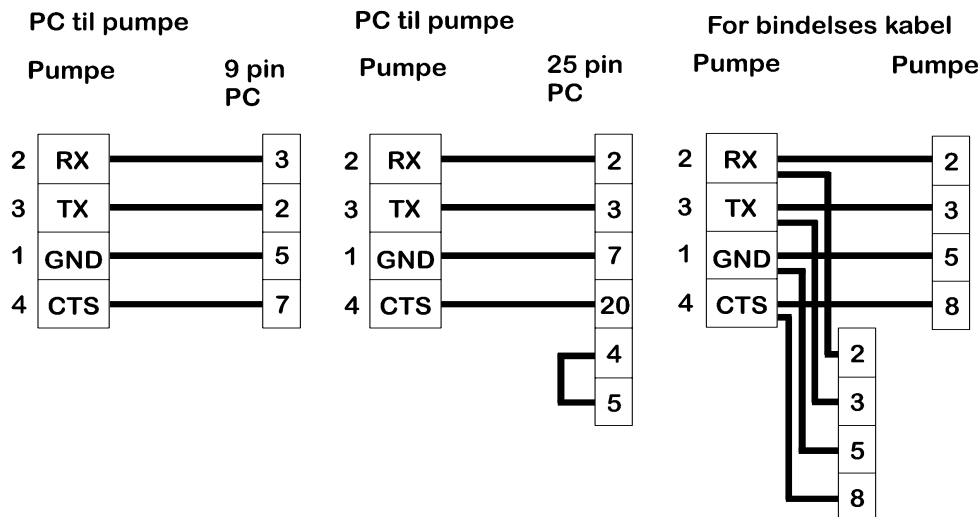 PC til pumpe
Pumpe 9 pin
PC
2 RX 3
3 TX 2
1 GND 5
4 CTS 7
PC til pumpe
Pumpe 25 pin
PC
2 RX 2
3 TX 3
1 GND 7
4 CTS 20
4
5
For bindelses kabel
Pumpe Pumpe
2 RX 2
3 TX 3
1 GND 5
4 CTS 8
2
3
5
8